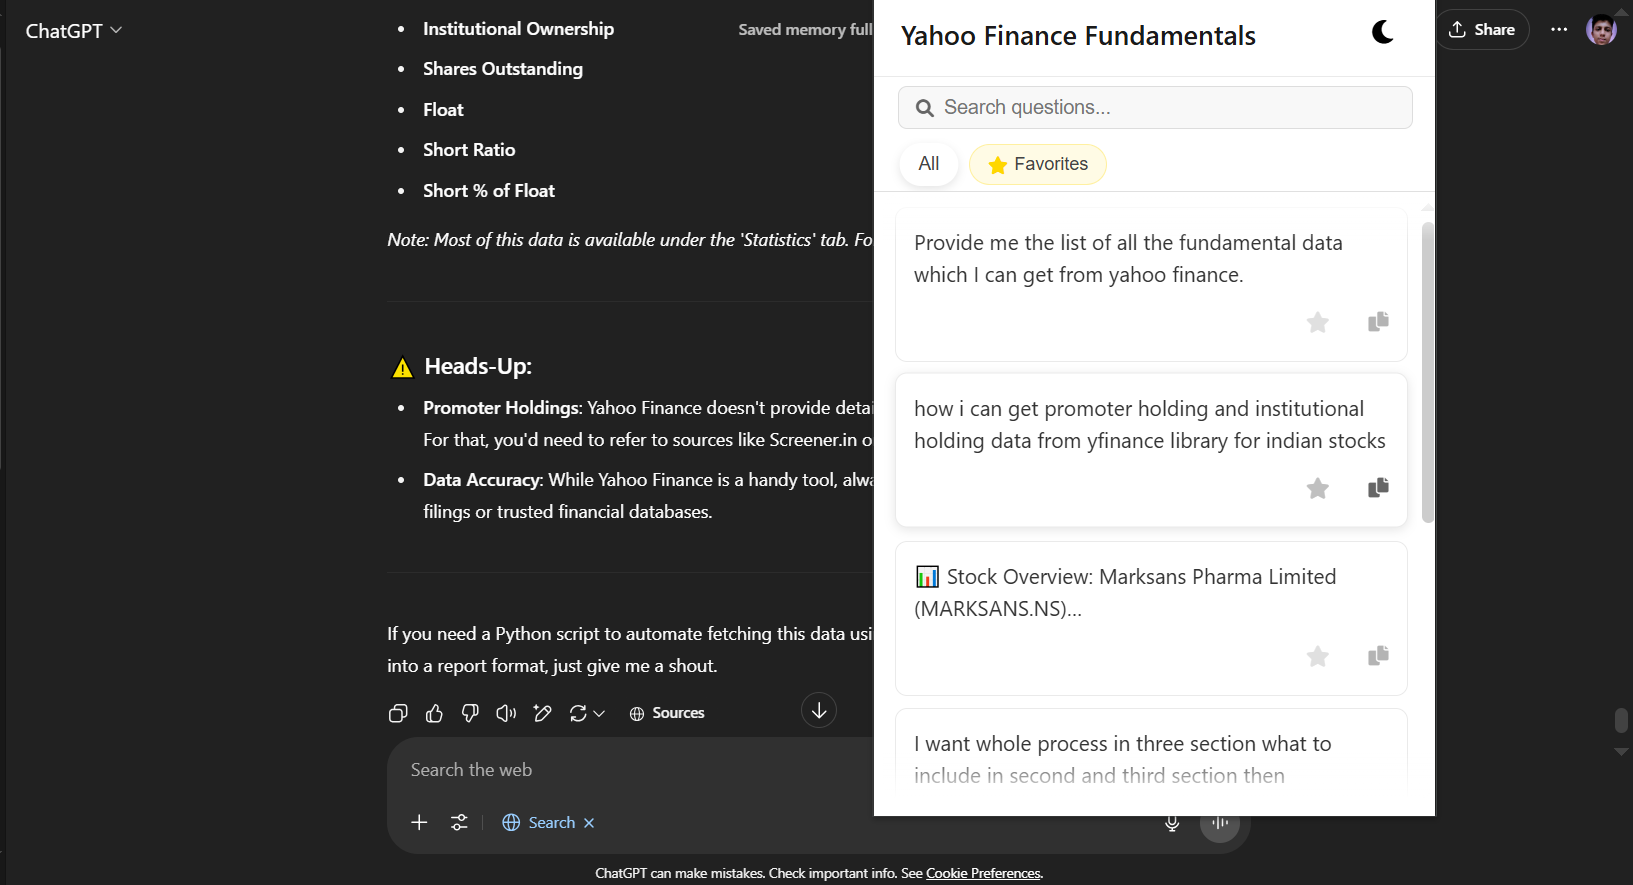 ChatGPT
Saved memory full
Share
Institutional Ownership
Shares Outstanding
Float
Short Ratio
Short % of Float
Note: Most of this data is available under the 'Statistics' tab.
Heads-Up:
Promoter Holdings: Yahoo Finance doesn't provide
For that, you'd need to refer to sources like Screener.in
Data Accuracy: While Yahoo Finance is a handy tool,
filings or trusted financial databases.
If you need a Python script to automate fetching this data
into a report format, just give me a shout.
Sources
Search the web
Search
ChatGPT can make mistakes. Check important info. See Cookie Preferences.
Yahoo Finance Fundamentals
Search questions...
All
Favorites
Provide me the list of all the fundamental data
which I can get from yahoo finance.
how i can get promoter holding and institutional
holding data from yfinance library for indian stocks
Stock Overview: Marksans Pharma Limited
(MARKSANS.NS)...
I want whole process in three section what to
include in second and third section then